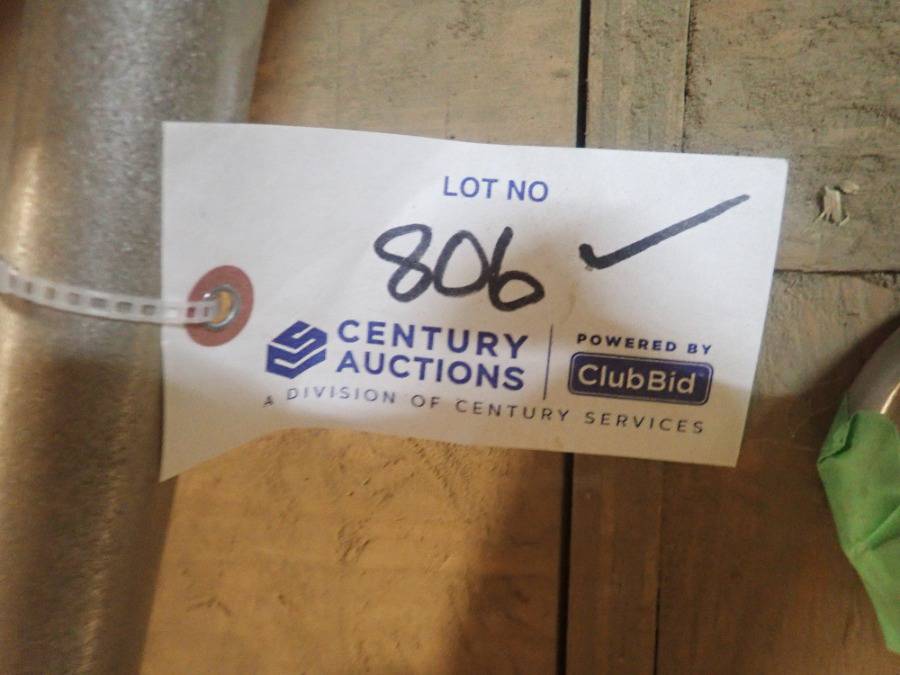 LOT NO
806 ✓
CENTURY
AUCTIONS
A DIVISION OF CENTURY SERVICES
POWERED BY
ClubBid